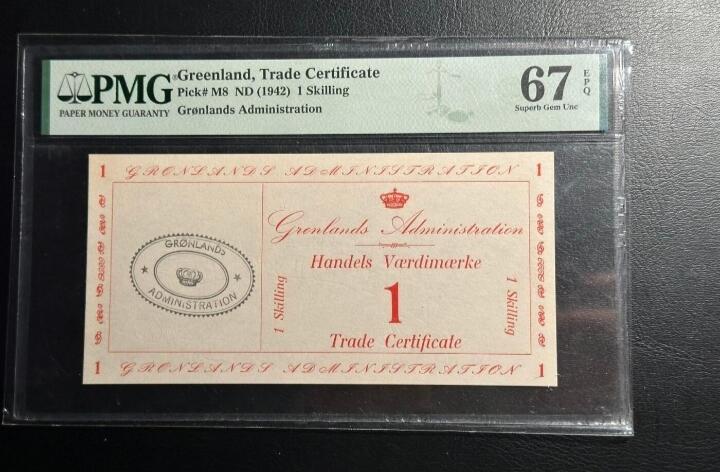 PMG®
PAPER MONEY GUARANTY
Greenland, Trade Certificate
Pick# M8 ND (1942) 1 Skilling
Grønlands Administration
67 EPQ
Superb Gem Unc
1 GRØNLANDS ADMINISTRATION 1
Grønlands Administration
Handels Værdimærke
1
Trade Certificate
1 Skilling
1 Skilling
GRØNLANDS
ADMINISTRATION
1 GRØNLANDS ADMINISTRATION 1